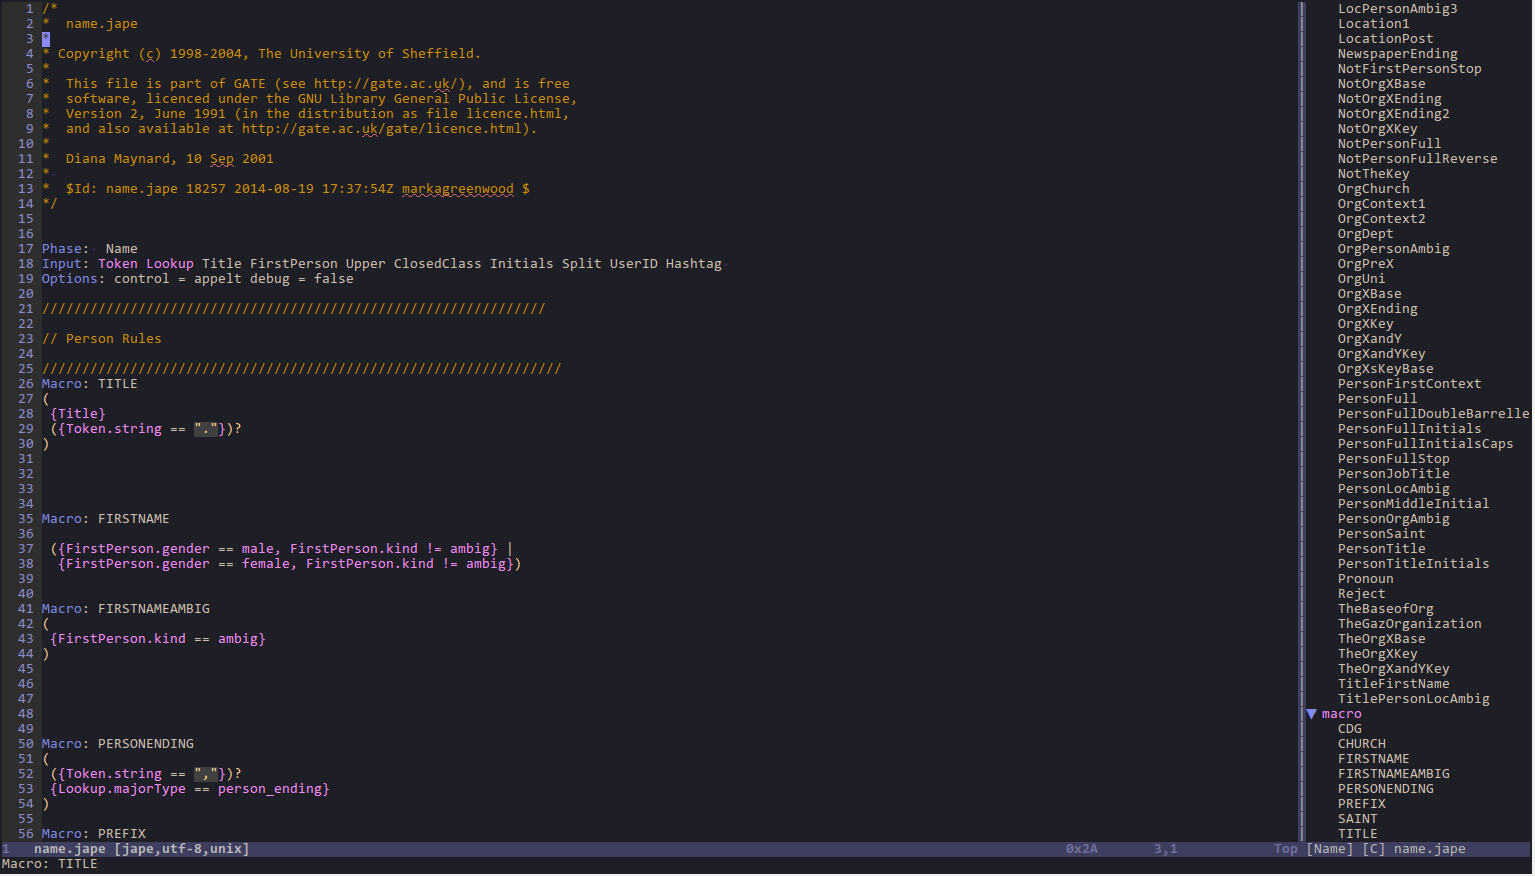 1 /*
2 *  name.jape
3 *
4 * Copyright (c) 1998-2004, The University of Sheffield.
5 *
6 *  This file is part of GATE (see http://gate.ac.uk/), and is free
7 *  software, licenced under the GNU Library General Public License,
8 *  Version 2, June 1991 (in the distribution as file licence.html,
9 *  and also available at http://gate.ac.uk/gate/licence.html).
10 *
11 *  Diana Maynard, 10 Sep 2001
12 *
13 *  $Id: name.jape 18257 2014-08-19 17:37:54Z markagreenwood $
14 */
15
16
17 Phase:  Name
18 Input: Token Lookup Title FirstPerson Upper ClosedClass Initials Split UserID Hashtag
19 Options: control = appelt debug = false
20
21 ///////////////////////////////////////////////////////////////
22
23 // Person Rules
24
25 /////////////////////////////////////////////////////////////////
26 Macro: TITLE
27 (
28  {Title}
29  ({Token.string == "."})?
30 )
31
32
33
34
35 Macro: FIRSTNAME
36
37  ({FirstPerson.gender == male, FirstPerson.kind != ambig} |
38   {FirstPerson.gender == female, FirstPerson.kind != ambig})
39
40
41 Macro: FIRSTNAMEAMBIG
42 (
43  {FirstPerson.kind == ambig}
44 )
45
46
47
48
49
50 Macro: PERSONENDING
51 (
52  ({Token.string == ","})?
53  {Lookup.majorType == person_ending}
54 )
55
56 Macro: PREFIX
1 name.jape [jape,utf-8,unix] 0x2A 3,1 Top
Macro: TITLE
LocPersonAmbig3
Location1
LocationPost
NewspaperEnding
NotFirstPersonStop
NotOrgXBase
NotOrgXEnding
NotOrgXEnding2
NotOrgXKey
NotPersonFull
NotPersonFullReverse
NotTheKey
OrgChurch
OrgContext1
OrgContext2
OrgDept
OrgPersonAmbig
OrgPreX
OrgUni
OrgXBase
OrgXEnding
OrgXKey
OrgXandY
OrgXandYKey
OrgXsKeyBase
PersonFirstContext
PersonFull
PersonFullDoubleBarrelle
PersonFullInitials
PersonFullInitialsCaps
PersonFullStop
PersonJobTitle
PersonLocAmbig
PersonMiddleInitial
PersonOrgAmbig
PersonSaint
PersonTitle
PersonTitleInitials
Pronoun
Reject
TheBaseofOrg
TheGazOrganization
TheOrgXBase
TheOrgXKey
TheOrgXandYKey
TitleFirstName
TitlePersonLocAmbig
▼ macro
CDG
CHURCH
FIRSTNAME
FIRSTNAMEAMBIG
PERSONENDING
PREFIX
SAINT
TITLE
[Name] [C] name.jape